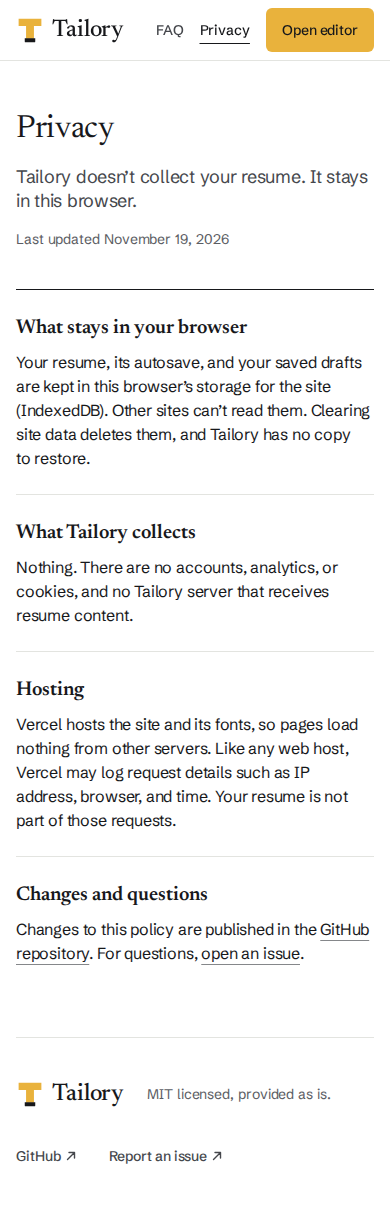 Tailory FAQ Privacy Open editor
Privacy
Tailory doesn’t collect your resume. It stays
in this browser.
Last updated November 19, 2026
What stays in your browser
Your resume, its autosave, and your saved drafts
are kept in this browser’s storage for the site
(IndexedDB). Other sites can’t read them. Clearing
site data deletes them, and Tailory has no copy
to restore.
What Tailory collects
Nothing. There are no accounts, analytics, or
cookies, and no Tailory server that receives
resume content.
Hosting
Vercel hosts the site and its fonts, so pages load
nothing from other servers. Like any web host,
Vercel may log request details such as IP
address, browser, and time. Your resume is not
part of those requests.
Changes and questions
Changes to this policy are published in the GitHub
repository. For questions, open an issue.
Tailory MIT licensed, provided as is.
GitHub ↗ Report an issue ↗